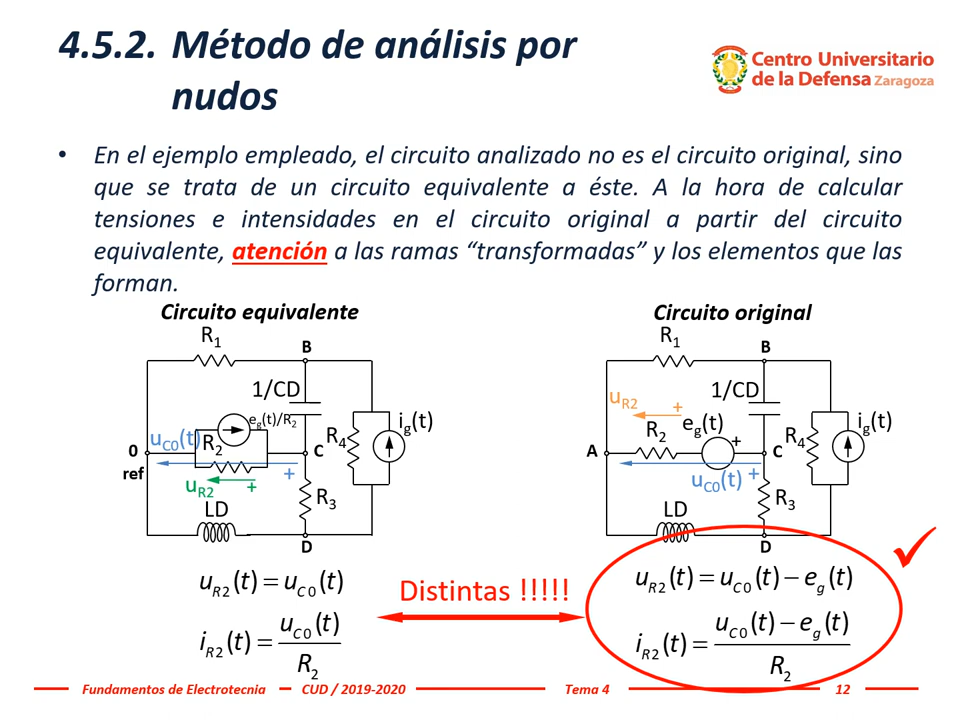 4.5.2. Método de análisis por
nudos
Centro Universitario
de la Defensa Zaragoza
• En el ejemplo empleado, el circuito analizado no es el circuito original, sino
que se trata de un circuito equivalente a éste. A la hora de calcular
tensiones e intensidades en el circuito original a partir del circuito
equivalente, atención a las ramas “transformadas” y los elementos que las
forman.
Circuito equivalente
R1
B
1/CD
eg(t)/R2
ig(t)
uC0(t)
R2
R4
0
ref
C
+
uR2
+
R3
LD
D
uR2(t) = uC0(t)
iR2(t) = uC0(t) / R2
Distintas !!!!!
Circuito original
R1
B
1/CD
uR2
+
eg(t)
ig(t)
R2
+
R4
A
C
uC0(t)
+
R3
LD
D
uR2(t) = uC0(t) − eg(t)
iR2(t) = uC0(t) − eg(t) / R2
Fundamentos de Electrotecnia
CUD / 2019-2020
Tema 4
12